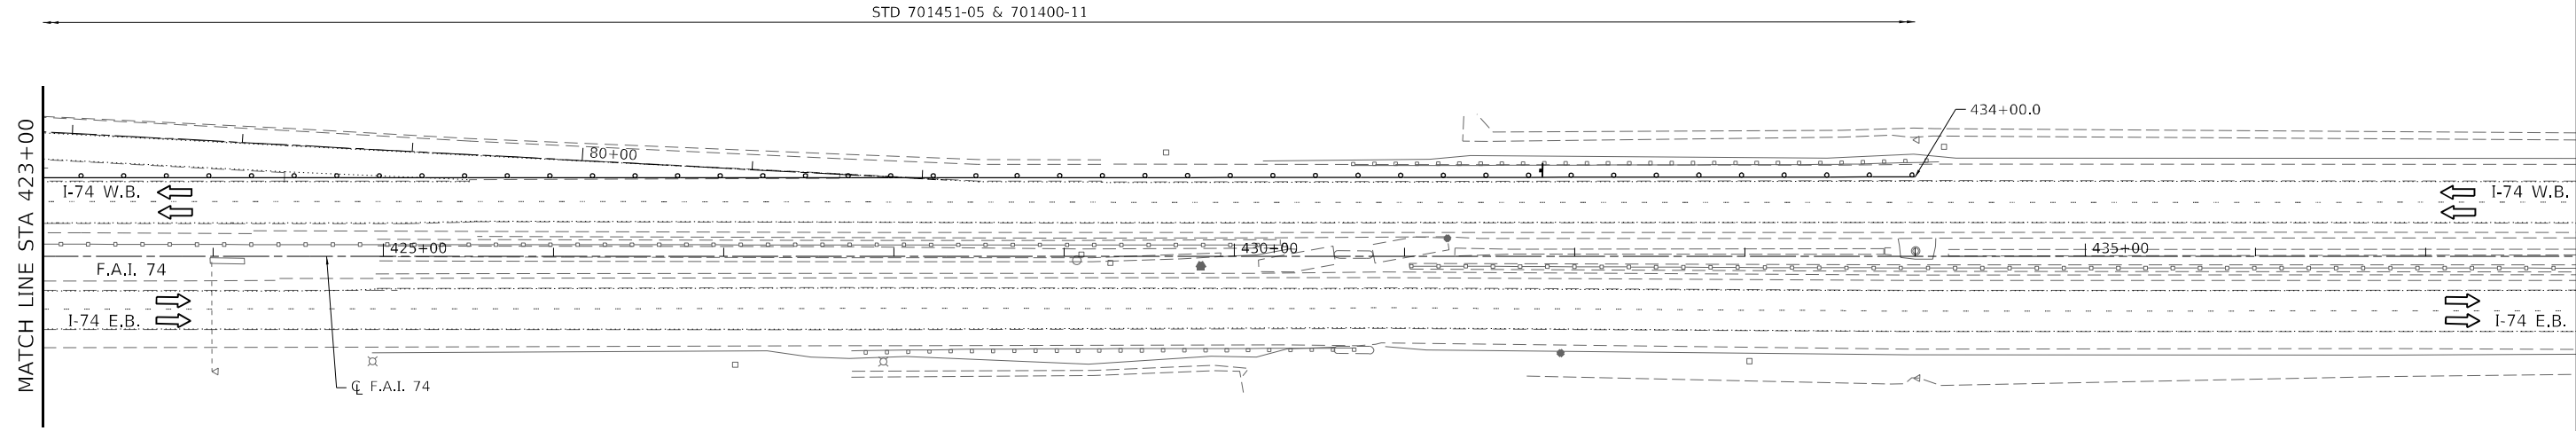 STD 701451-05 & 701400-11
MATCH LINE STA 423+00
434+00.0
80+00
I-74 W.B.
I-74 W.B.
425+00
430+00
435+00
F.A.I. 74
I-74 E.B.
I-74 E.B.
℄ F.A.I. 74